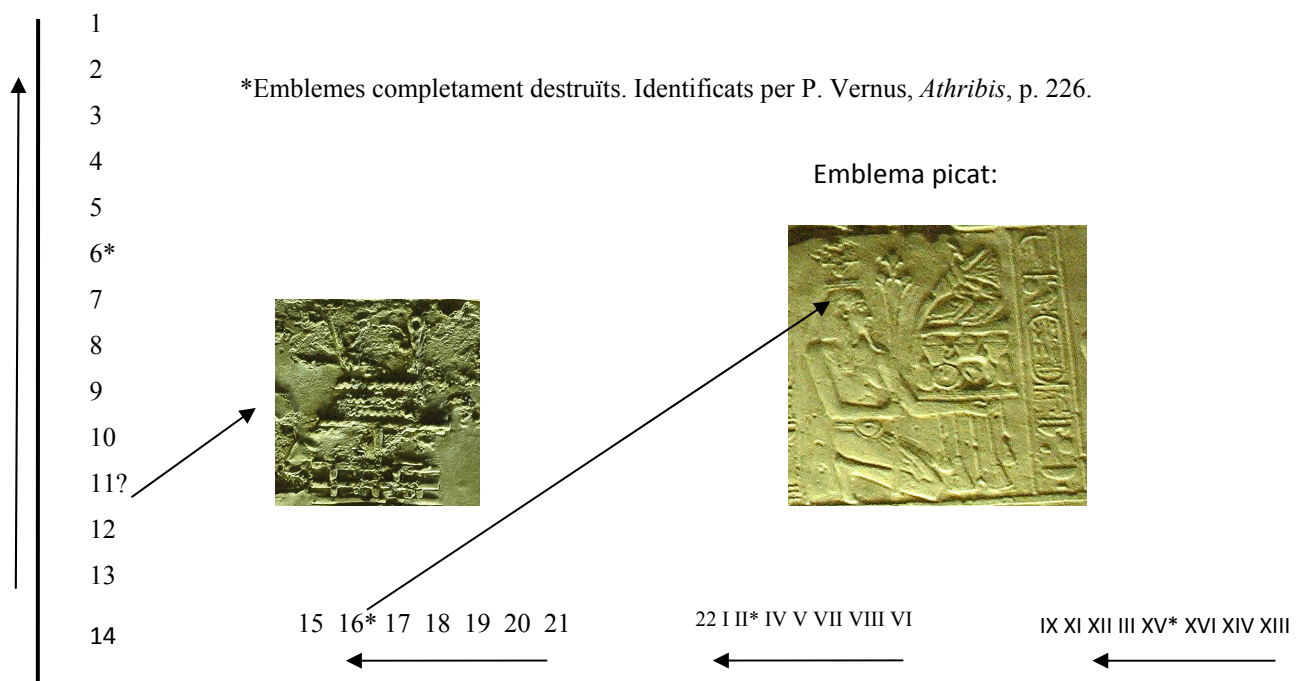 1
2
*Emblemes completament destruïts. Identificats per P. Vernus, Athribis, p. 226.
3
4
Emblema picat:
5
6*
7
8
9
10
11?
12
13
14
15 16* 17 18 19 20 21
22 I II* IV V VII VIII VI
IX XI XII III XV* XVI XIV XIII